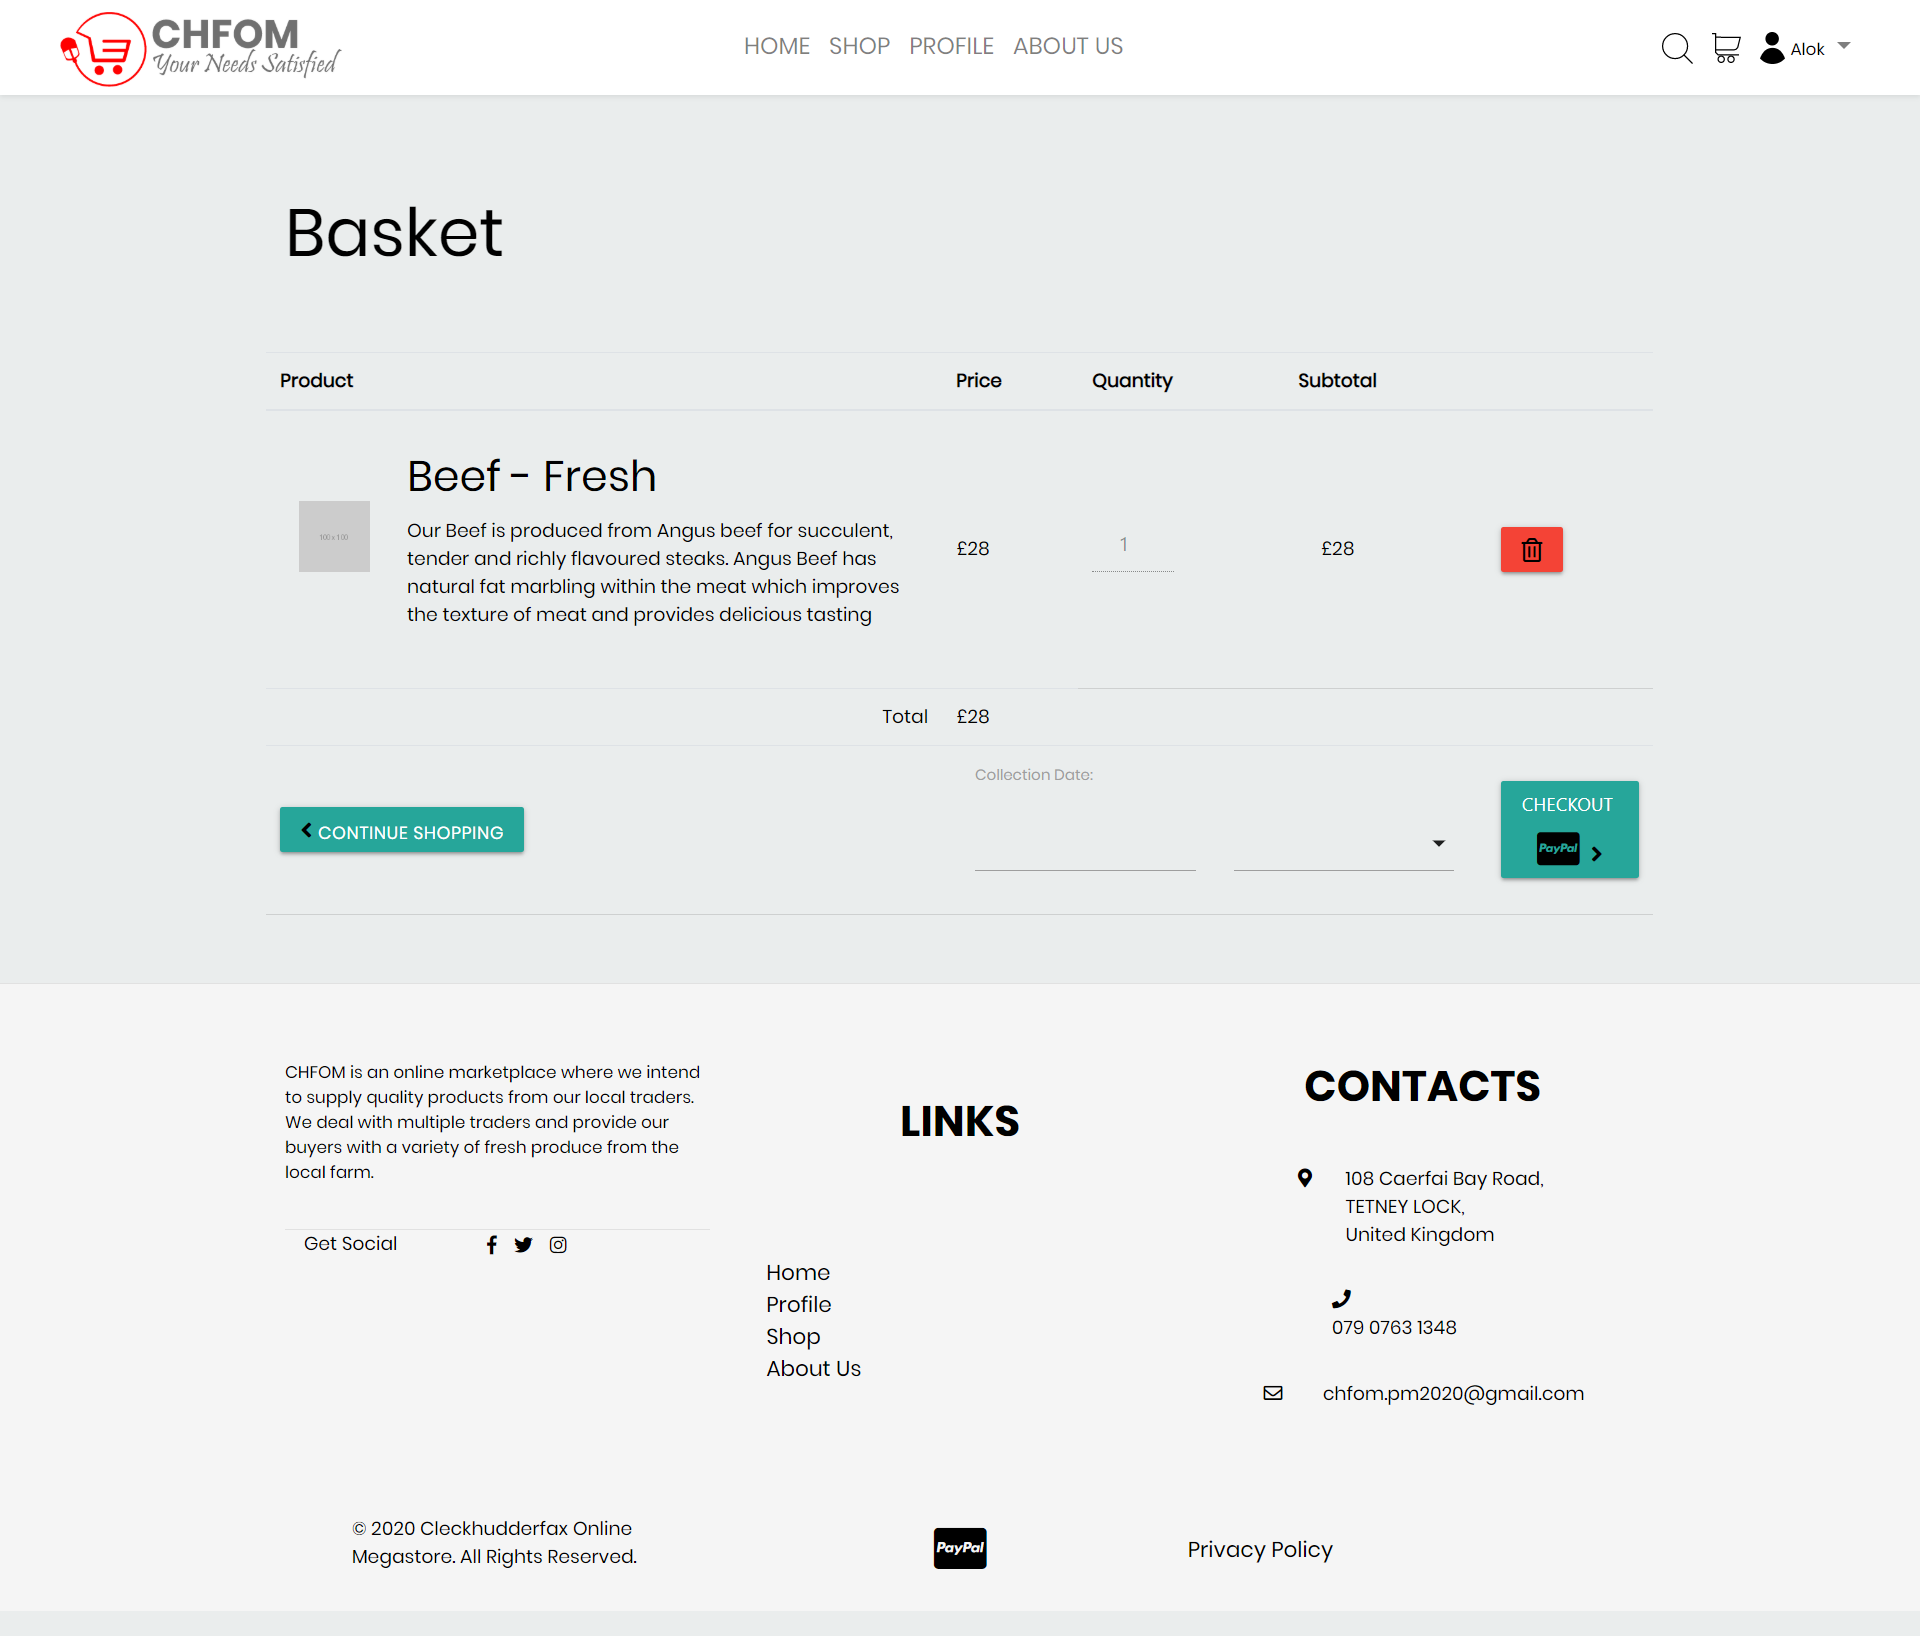 CHFOM
Your Needs Satisfied
HOME SHOP PROFILE ABOUT US
Alok
Basket
Product Price Quantity Subtotal
Beef - Fresh
100 x 100
Our Beef is produced from Angus beef for succulent,
tender and richly flavoured steaks. Angus Beef has
natural fat marbling within the meat which improves
the texture of meat and provides delicious tasting
£28 1 £28
Total £28
Collection Date:
CONTINUE SHOPPING
CHECKOUT
PayPal
CHFOM is an online marketplace where we intend
to supply quality products from our local traders.
We deal with multiple traders and provide our
buyers with a variety of fresh produce from the
local farm.
Get Social
LINKS
Home
Profile
Shop
About Us
CONTACTS
108 Caerfai Bay Road,
TETNEY LOCK,
United Kingdom
079 0763 1348
chfom.pm2020@gmail.com
© 2020 Cleckhudderfax Online
Megastore. All Rights Reserved.
PayPal
Privacy Policy